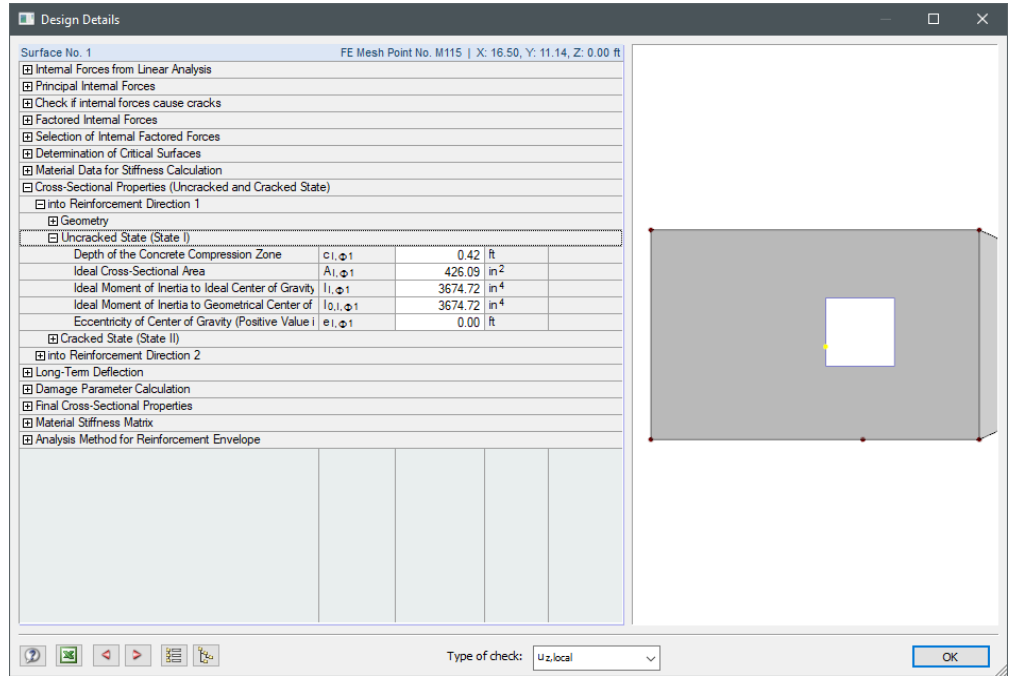 Design Details
Surface No. 1 FE Mesh Point No. M115 | X: 16.50, Y: 11.14, Z: 0.00 ft
Internal Forces from Linear Analysis
Principal Internal Forces
Check if internal forces cause cracks
Factored Internal Forces
Selection of Internal Factored Forces
Determination of Critical Surfaces
Material Data for Stiffness Calculation
Cross-Sectional Properties (Uncracked and Cracked State)
into Reinforcement Direction 1
Geometry
Uncracked State (State I)
Depth of the Concrete Compression Zone c I,Φ1 0.42 ft
Ideal Cross-Sectional Area A I,Φ1 426.09 in²
Ideal Moment of Inertia to Ideal Center of Gravity I I,Φ1 3674.72 in⁴
Ideal Moment of Inertia to Geometrical Center of I 0,I,Φ1 3674.72 in⁴
Eccentricity of Center of Gravity (Positive Value i e I,Φ1 0.00 ft
Cracked State (State II)
into Reinforcement Direction 2
Long-Term Deflection
Damage Parameter Calculation
Final Cross-Sectional Properties
Material Stiffness Matrix
Analysis Method for Reinforcement Envelope
Type of check: u z,local OK